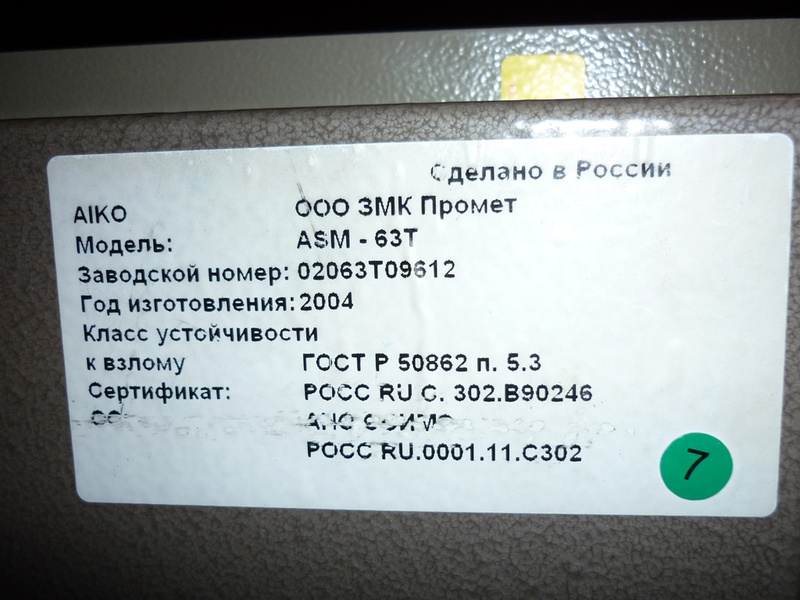 Сделано в России
AIKO ООО ЗМК Промет
Модель: ASM - 63T
Заводской номер: 02063T09612
Год изготовления: 2004
Класс устойчивости
к взлому ГОСТ Р 50862 п. 5.3
Сертификат: РОСС RU С. 302.В90246
АНО
РОСС RU.0001.11.С302
7